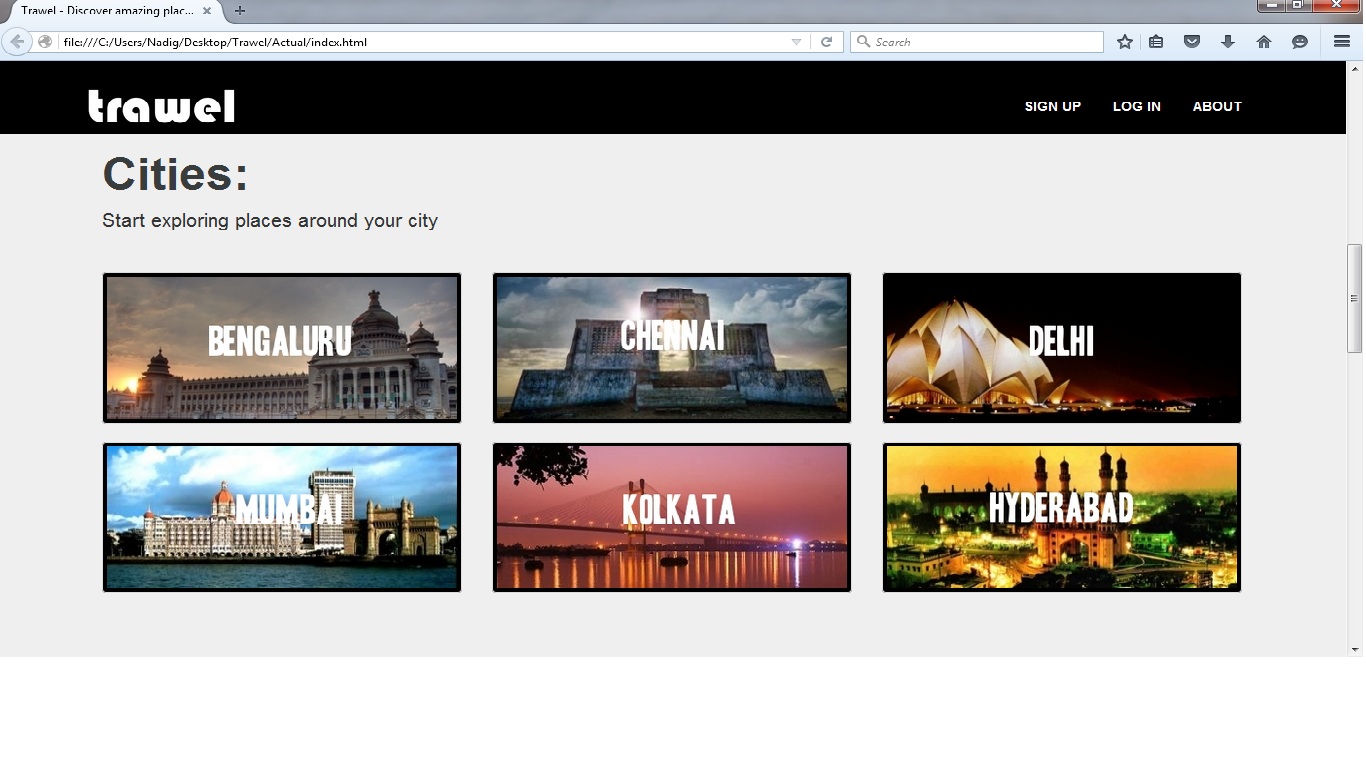 Trawel - Discover amazing plac...
file:///C:/Users/Nadig/Desktop/Trawel/Actual/index.html
Search
trawel
SIGN UP LOG IN ABOUT
Cities:
Start exploring places around your city
BENGALURU
CHENNAI
DELHI
MUMBAI
KOLKATA
HYDERABAD